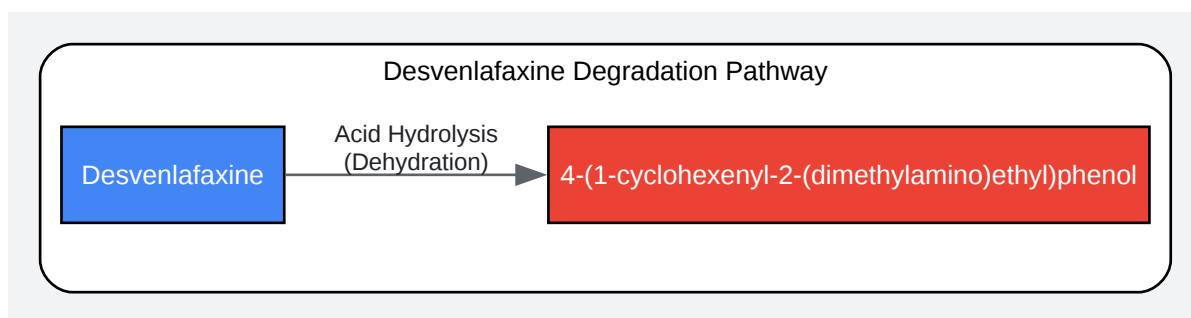 Desvenlafaxine Degradation Pathway
Acid Hydrolysis
(Dehydration)
Desvenlafaxine
4-(1-cyclohexenyl-2-(dimethylamino)ethyl)phenol